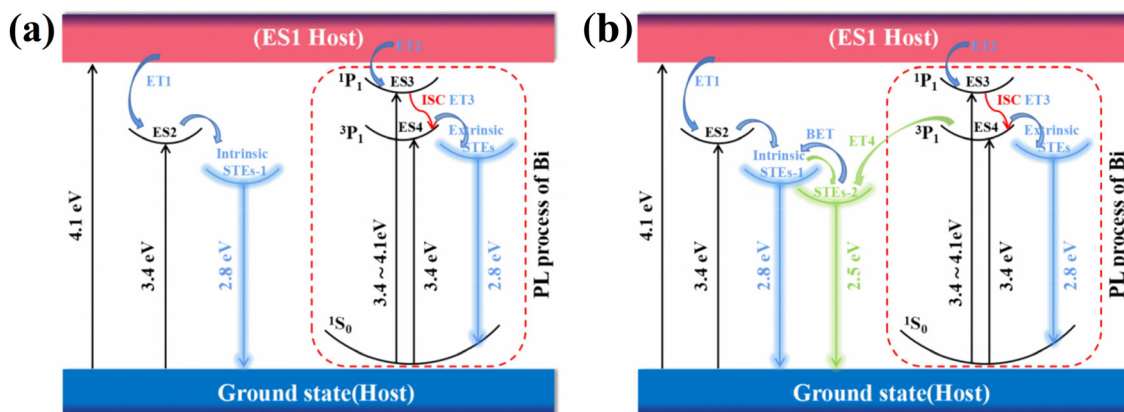 (a)
(ES1 Host)
ET1
ET2
¹P₁
ES3
ISC ET3
ES2
³P₁
ES4
Extrinsic
STEs
Intrinsic
STEs-1
4.1 eV
3.4 eV
2.8 eV
3.4~4.1eV
3.4 eV
2.8 eV
PL process of Bi
¹S₀
Ground state(Host)
(b)
(ES1 Host)
ET1
ET2
¹P₁
ES3
ISC ET3
ES2
BET
ET4
³P₁
ES4
Extrinsic
STEs
Intrinsic
STEs-1
STEs-2
4.1 eV
3.4 eV
2.8 eV
2.5 eV
3.4~4.1eV
3.4 eV
2.8 eV
PL process of Bi
¹S₀
Ground state(Host)